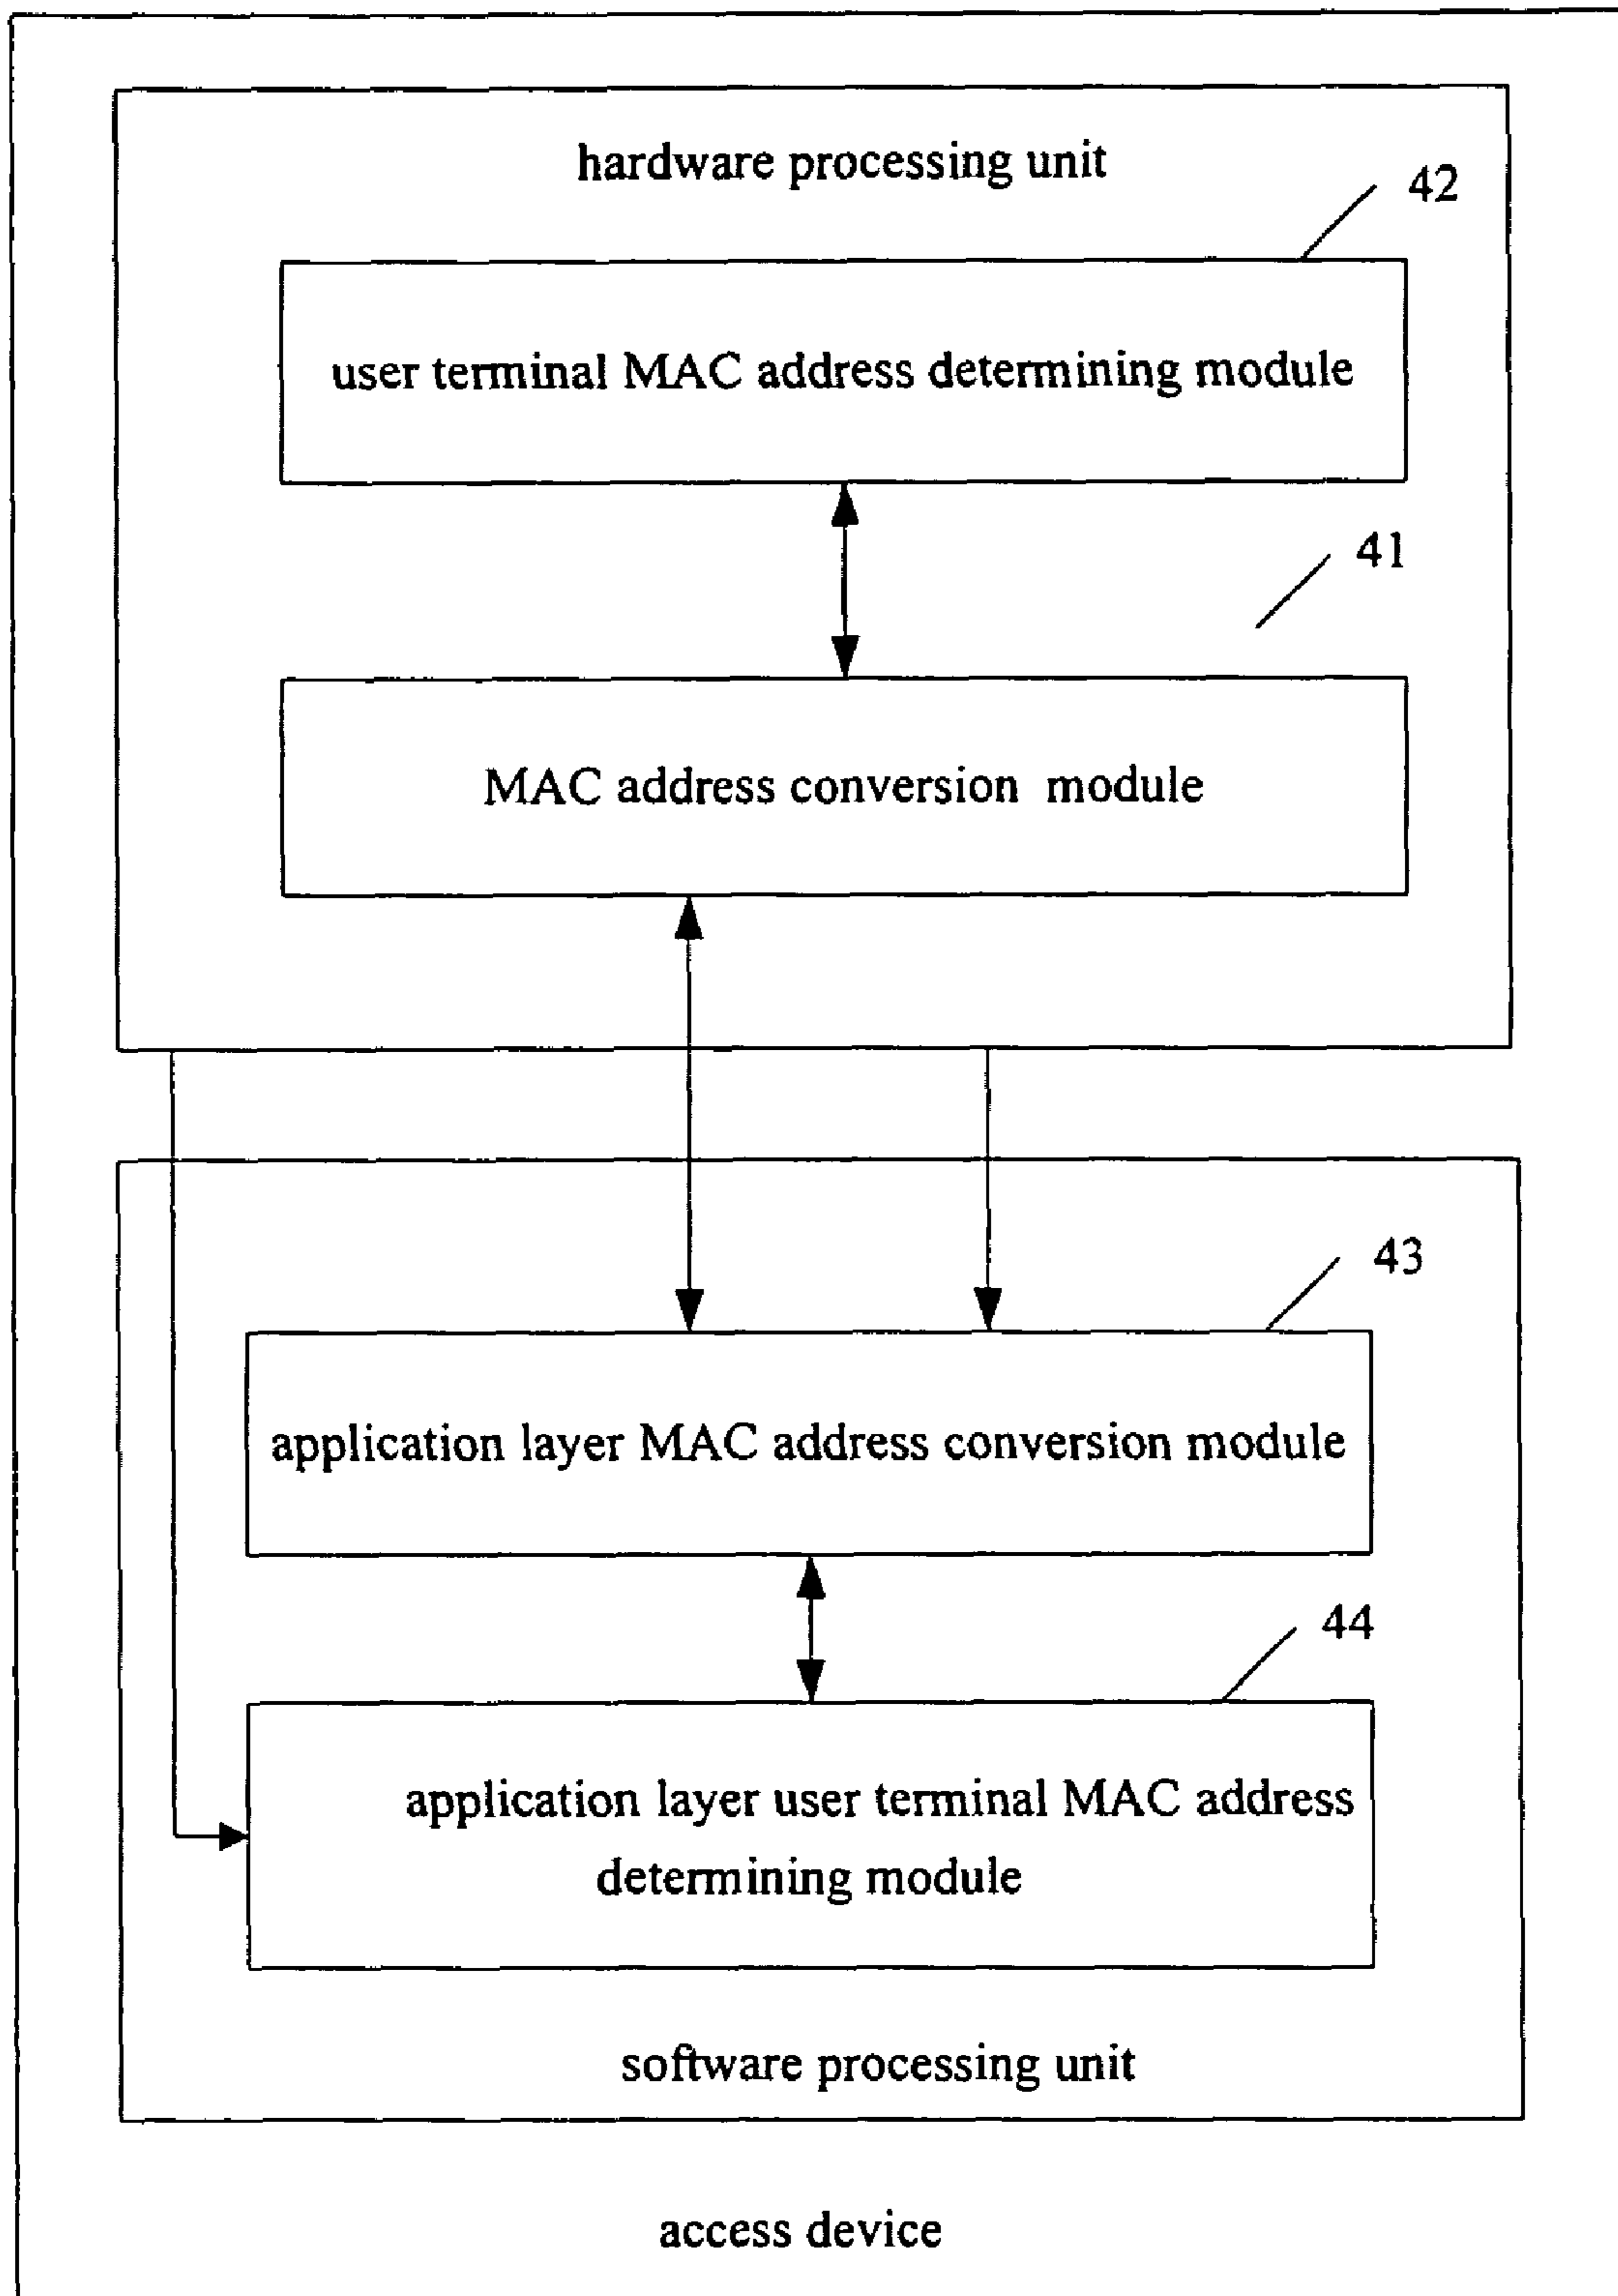 hardware processing unit
42
user terminal MAC address determining module
41
MAC address conversion module
43
application layer MAC address conversion module
44
application layer user terminal MAC address
determining module
software processing unit
access device